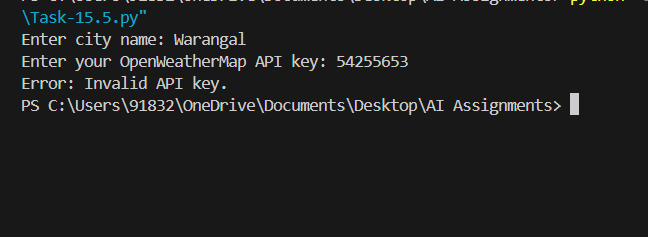 \Task-15.5.py"
Enter city name: Warangal
Enter your OpenWeatherMap API key: 54255653
Error: Invalid API key.
PS C:\Users\91832\OneDrive\Documents\Desktop\AI Assignments>